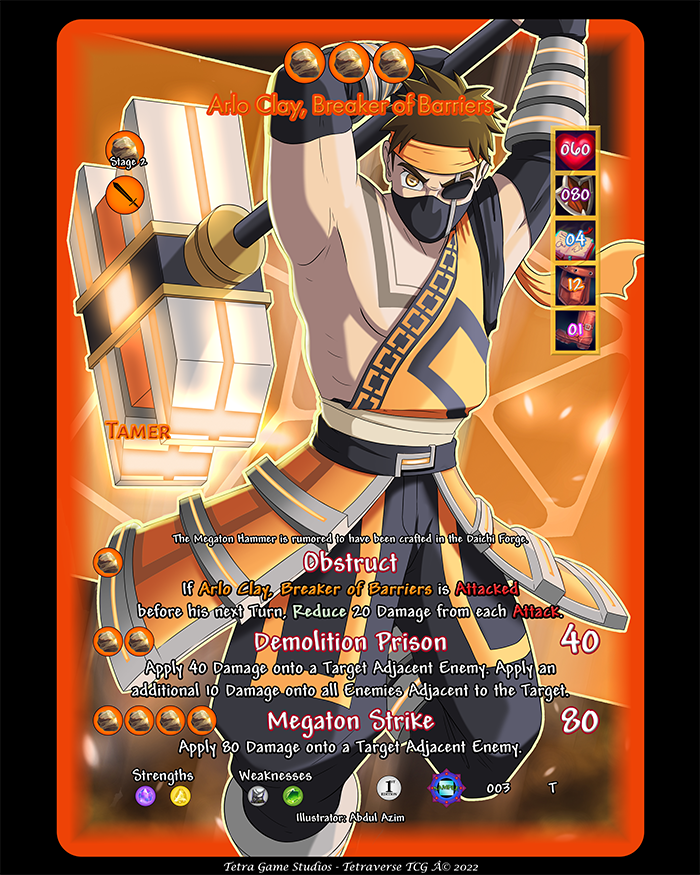 Arlo Clay, Breaker of Barriers
Stage 2
060
080
04
12
01
Tamer
The Megaton Hammer is rumored to have been crafted in the Daichi Forge.
Obstruct
If Arlo Clay, Breaker of Barriers is Attacked
before his next Turn, Reduce 20 Damage from each Attack.
Demolition Prison 40
Apply 40 Damage onto a Target Adjacent Enemy. Apply an
additional 10 Damage onto all Enemies Adjacent to the Target.
Megaton Strike 80
Apply 80 Damage onto a Target Adjacent Enemy.
Strengths Weaknesses
1st EDITION 003 T
Illustrator: Abdul Azim
Tetra Game Studios - Tetraverse TCG Â© 2022